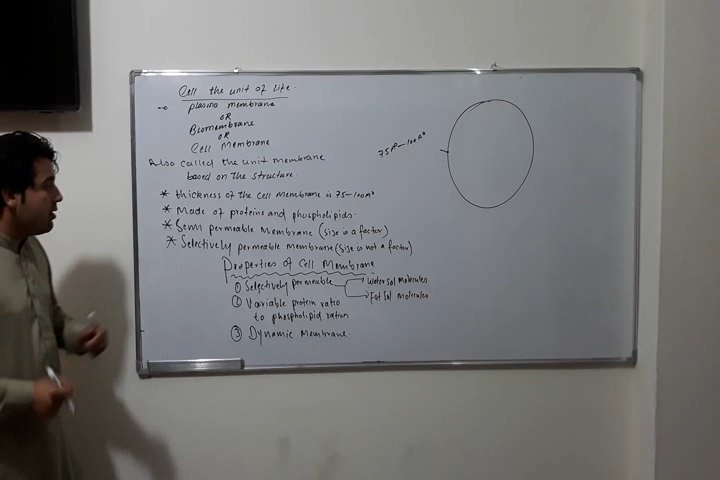 Cell the unit of Life.
plasma membrane
OR
Biomembrane
OR
Cell Membrane
Also called the unit membrane
based on the structure.
* thickness of the cell membrane is 75-100A°
* Made of proteins and phospholipids.
* Semi permeable Membrane (size is a factor)
* Selectively permeable membrane (size is not a factor)
Properties of Cell Membrane
① Selectively permeable
Water sol molecules
Fat sol molecules
② Variable protein ratio
to phospholipid ration
③ Dynamic Membrane.
75A°-100A°